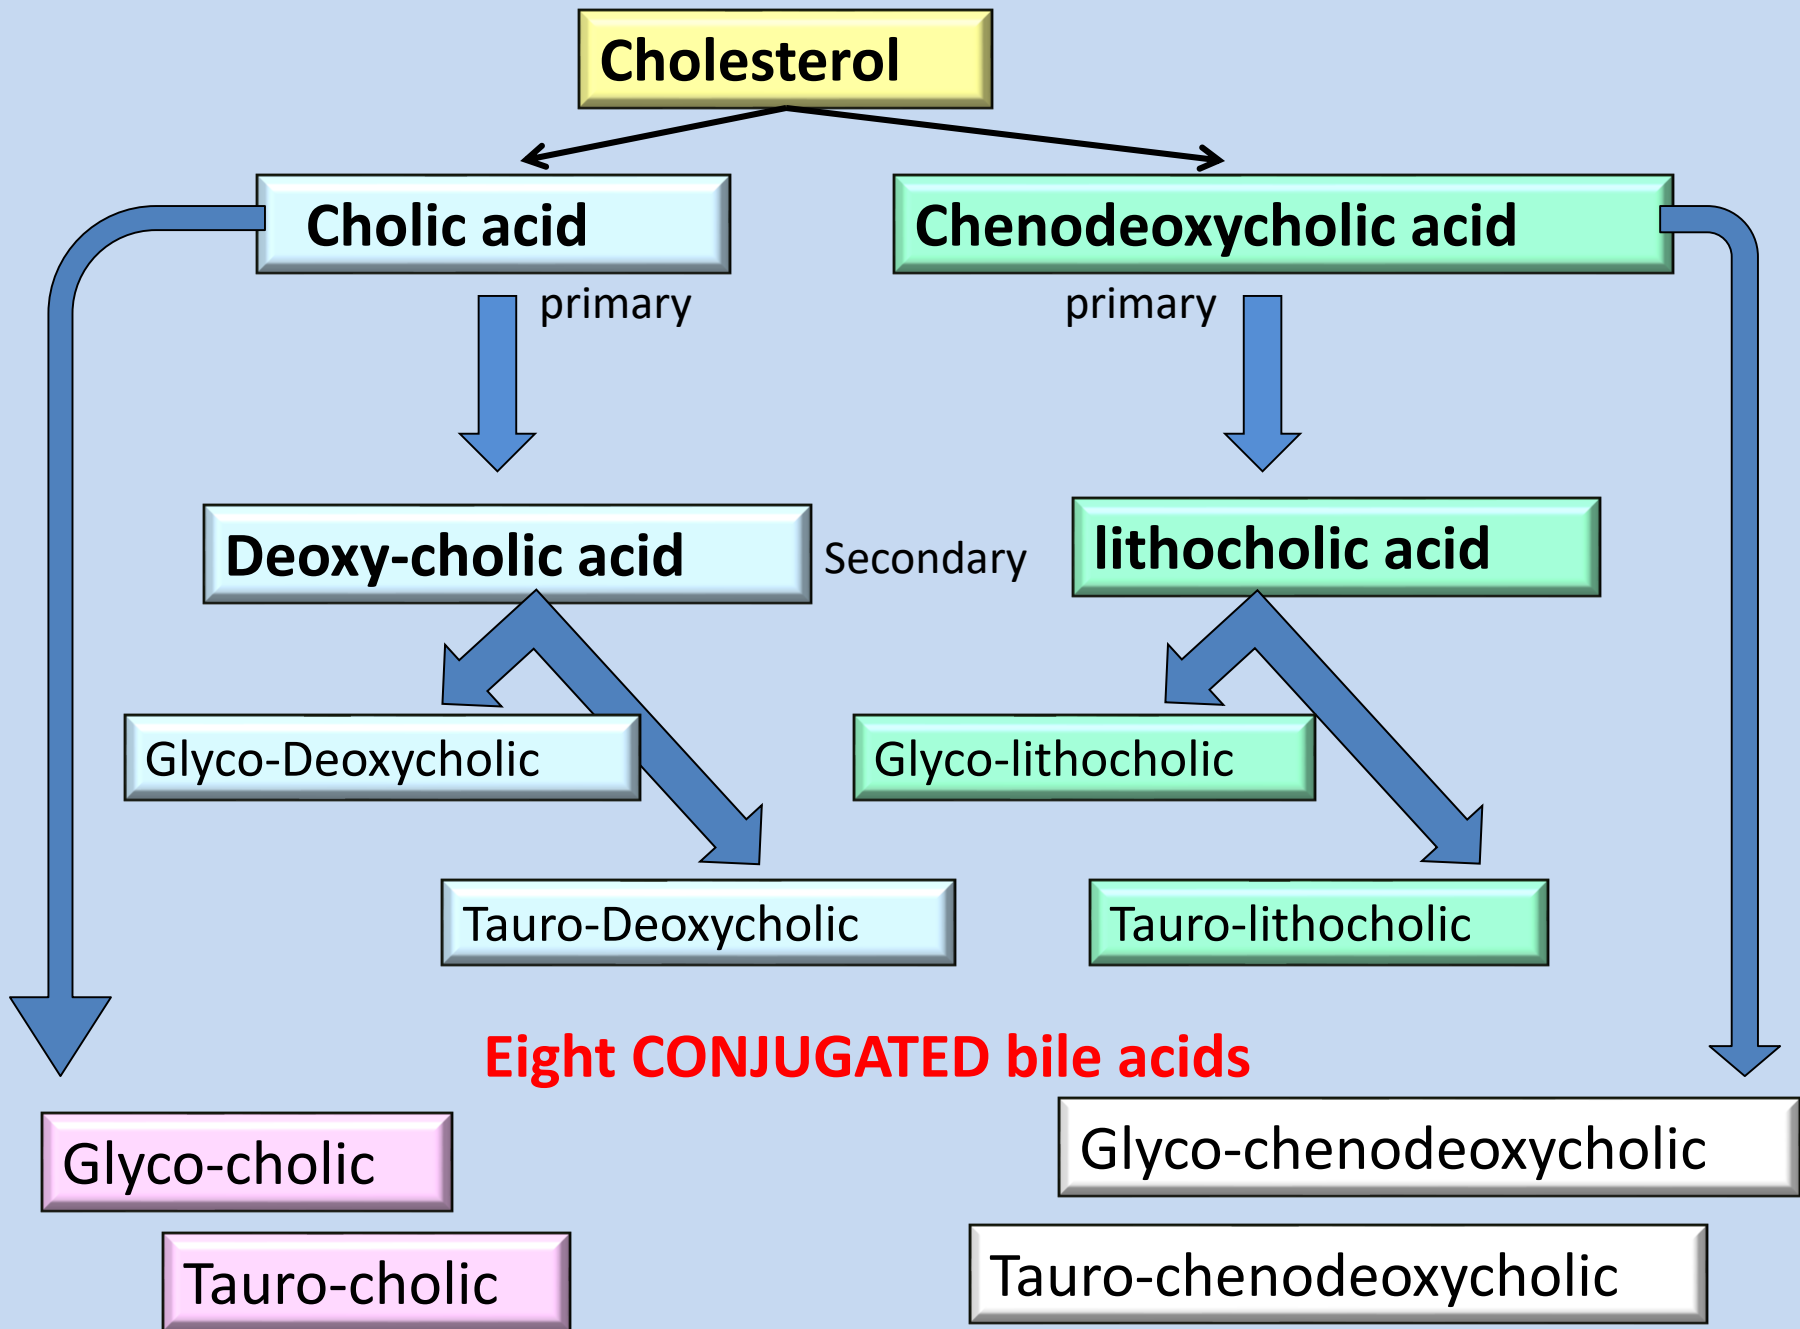 Cholesterol
Cholic acid
Chenodeoxycholic acid
primary
primary
Deoxy-cholic acid
Secondary
lithocholic acid
Glyco-Deoxycholic
Glyco-lithocholic
Tauro-Deoxycholic
Tauro-lithocholic
Eight CONJUGATED bile acids
Glyco-cholic
Glyco-chenodeoxycholic
Tauro-cholic
Tauro-chenodeoxycholic